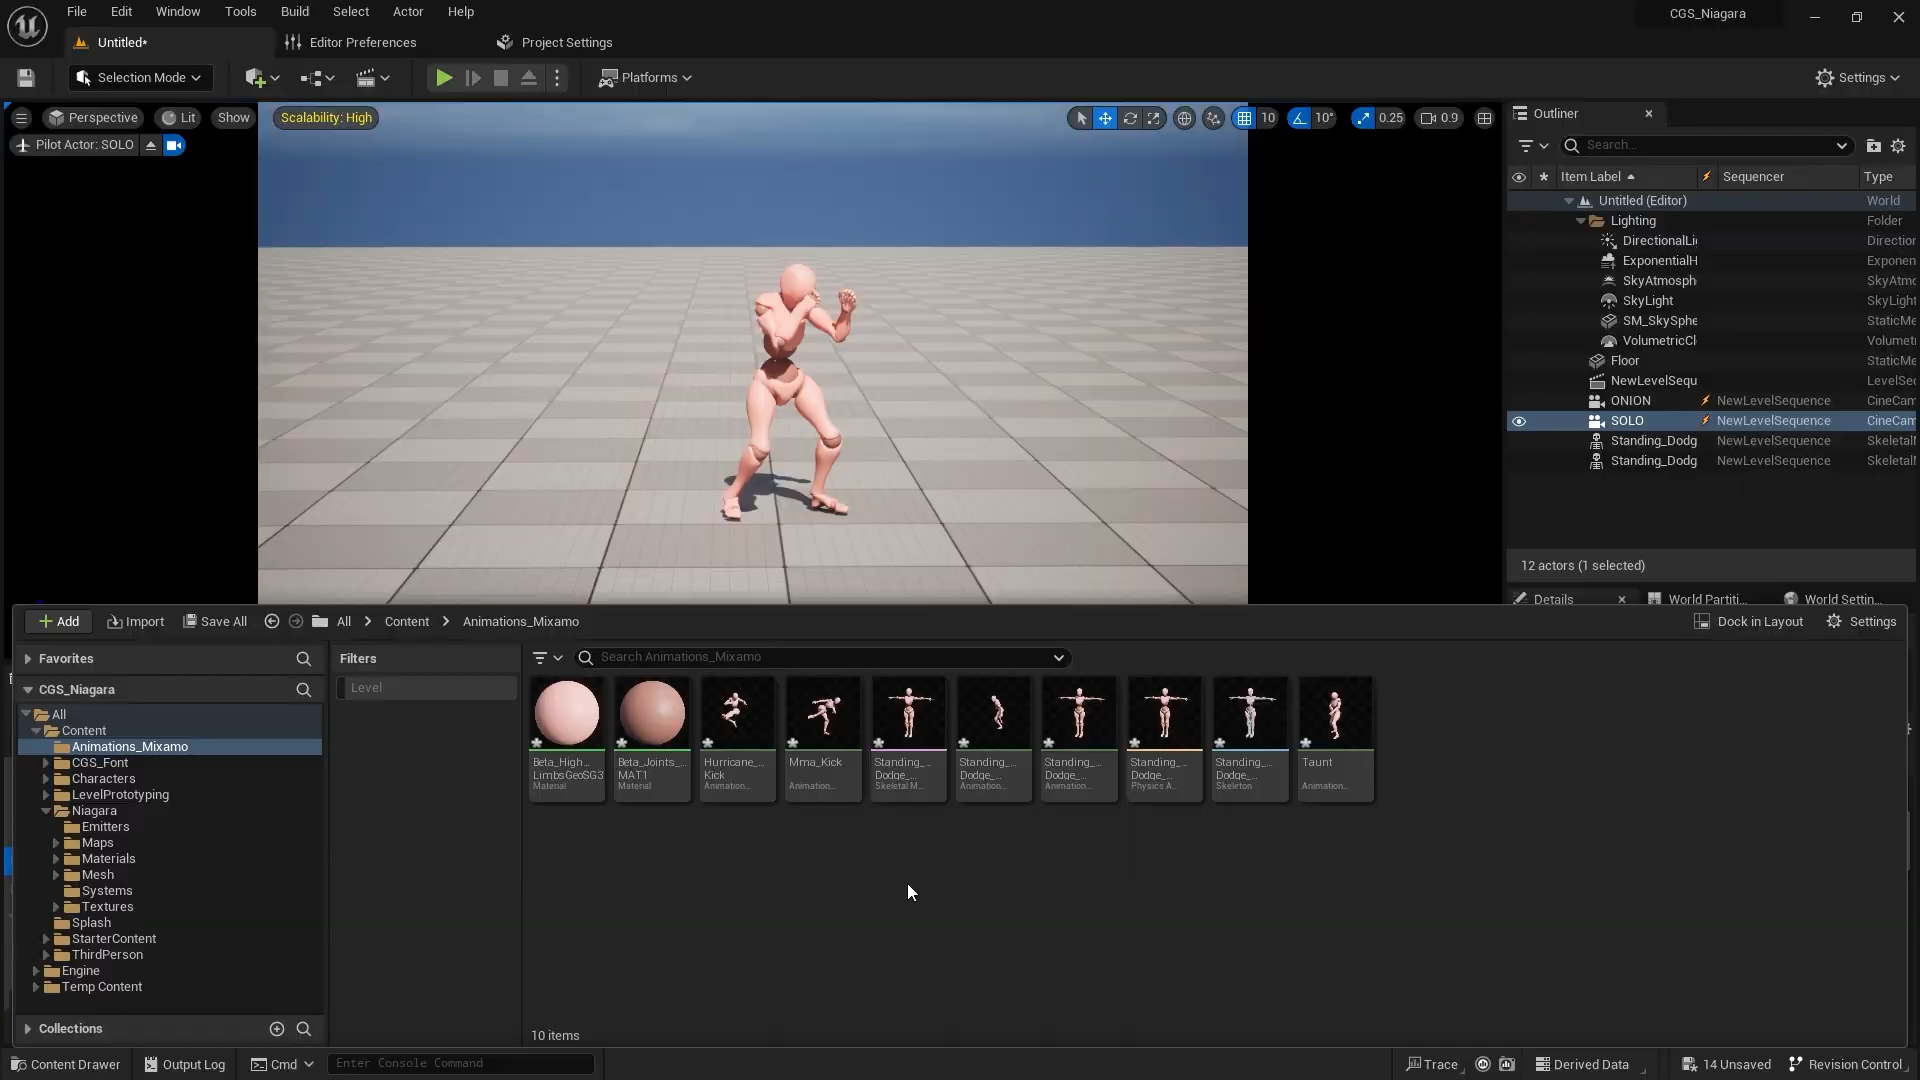 File Edit Window Tools Build Select Actor Help
CGS_Niagara
Untitled*
Editor Preferences
Project Settings
Selection Mode
Platforms
Settings
Perspective
Lit
Show
Scalability: High
10
10°
0.25
0.9
Pilot Actor: SOLO
Outliner
Search...
Item Label
Sequencer
Type
Untitled (Editor)
World
Lighting
Folder
DirectionalLi
Direction
ExponentialH
Exponen
SkyAtmosph
SkyAtmo
SkyLight
SkyLight
SM_SkySphe
StaticMe
VolumetricCl
Volumetr
Floor
StaticMe
NewLevelSequ
LevelSec
ONION
NewLevelSequence
CineCam
SOLO
NewLevelSequence
CineCam
Standing_Dodg
NewLevelSequence
SkeletalM
Standing_Dodg
NewLevelSequence
SkeletalM
12 actors (1 selected)
Details
World Partiti...
World Settin...
Add
Import
Save All
All
Content
Animations_Mixamo
Dock in Layout
Settings
Favorites
CGS_Niagara
All
Content
Animations_Mixamo
CGS_Font
Characters
LevelPrototyping
Niagara
Emitters
Maps
Materials
Mesh
Systems
Textures
Splash
StarterContent
ThirdPerson
Engine
Temp Content
Collections
Filters
Level
Search Animations_Mixamo
Beta_High...
LimbsGeoSG3
Material
Beta_Joints_...
MAT1
Material
Hurricane_...
Kick
Animation...
Mma_Kick
Animation...
Standing_...
Dodge_...
Skeletal M...
Standing_...
Dodge_...
Animation...
Standing_...
Dodge_...
Animation...
Standing_...
Dodge_...
Physics A...
Standing_...
Dodge_...
Skeleton
Taunt
Animation...
10 items
Content Drawer
Output Log
Cmd
Enter Console Command
Trace
Derived Data
14 Unsaved
Revision Control